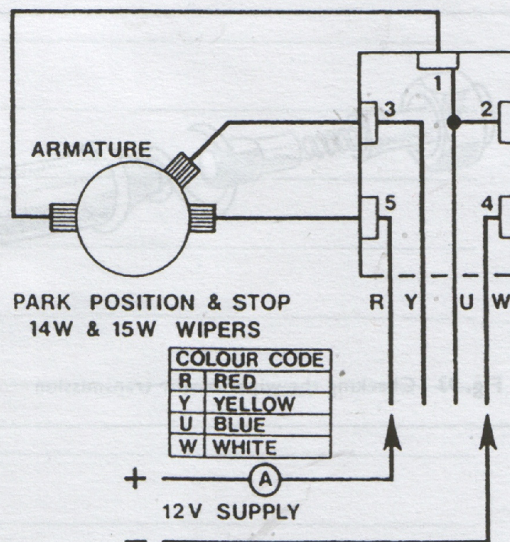 1
3
2
ARMATURE
5
4
PARK POSITION & STOP
14W & 15W WIPERS
R Y U W
COLOUR CODE
R RED
Y YELLOW
U BLUE
W WHITE
+ A
12V SUPPLY
−